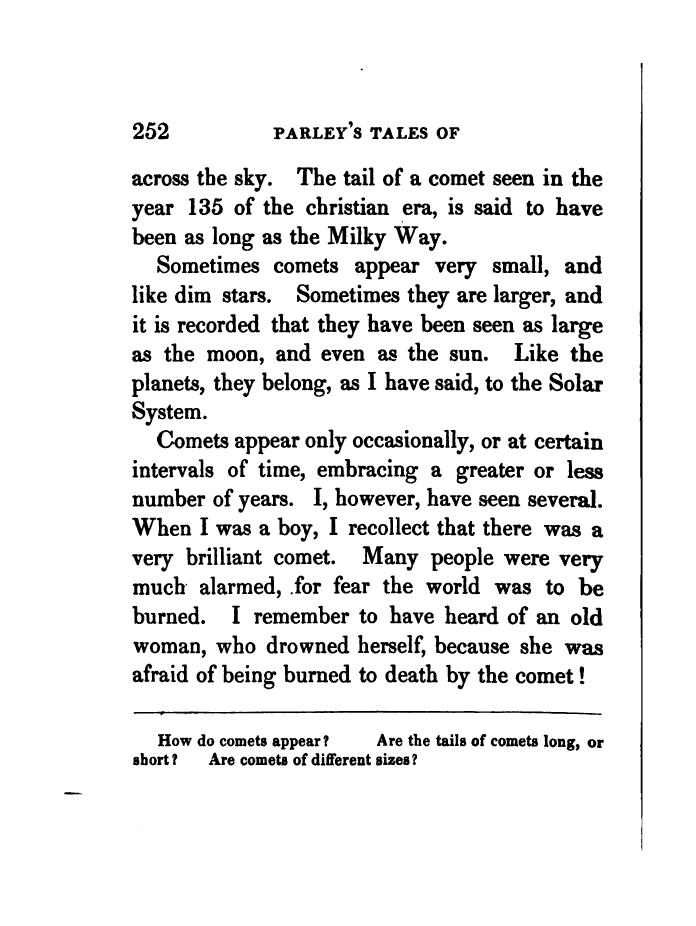 252 PARLEY'S TALES OF
across the sky. The tail of a comet seen in the
year 135 of the christian era, is said to have
been as long as the Milky Way.
Sometimes comets appear very small, and
like dim stars. Sometimes they are larger, and
it is recorded that they have been seen as large
as the moon, and even as the sun. Like the
planets, they belong, as I have said, to the Solar
System.
Comets appear only occasionally, or at certain
intervals of time, embracing a greater or less
number of years. I, however, have seen several.
When I was a boy, I recollect that there was a
very brilliant comet. Many people were very
much alarmed, for fear the world was to be
burned. I remember to have heard of an old
woman, who drowned herself, because she was
afraid of being burned to death by the comet!
How do comets appear? Are the tails of comets long, or
short? Are comets of different sizes?